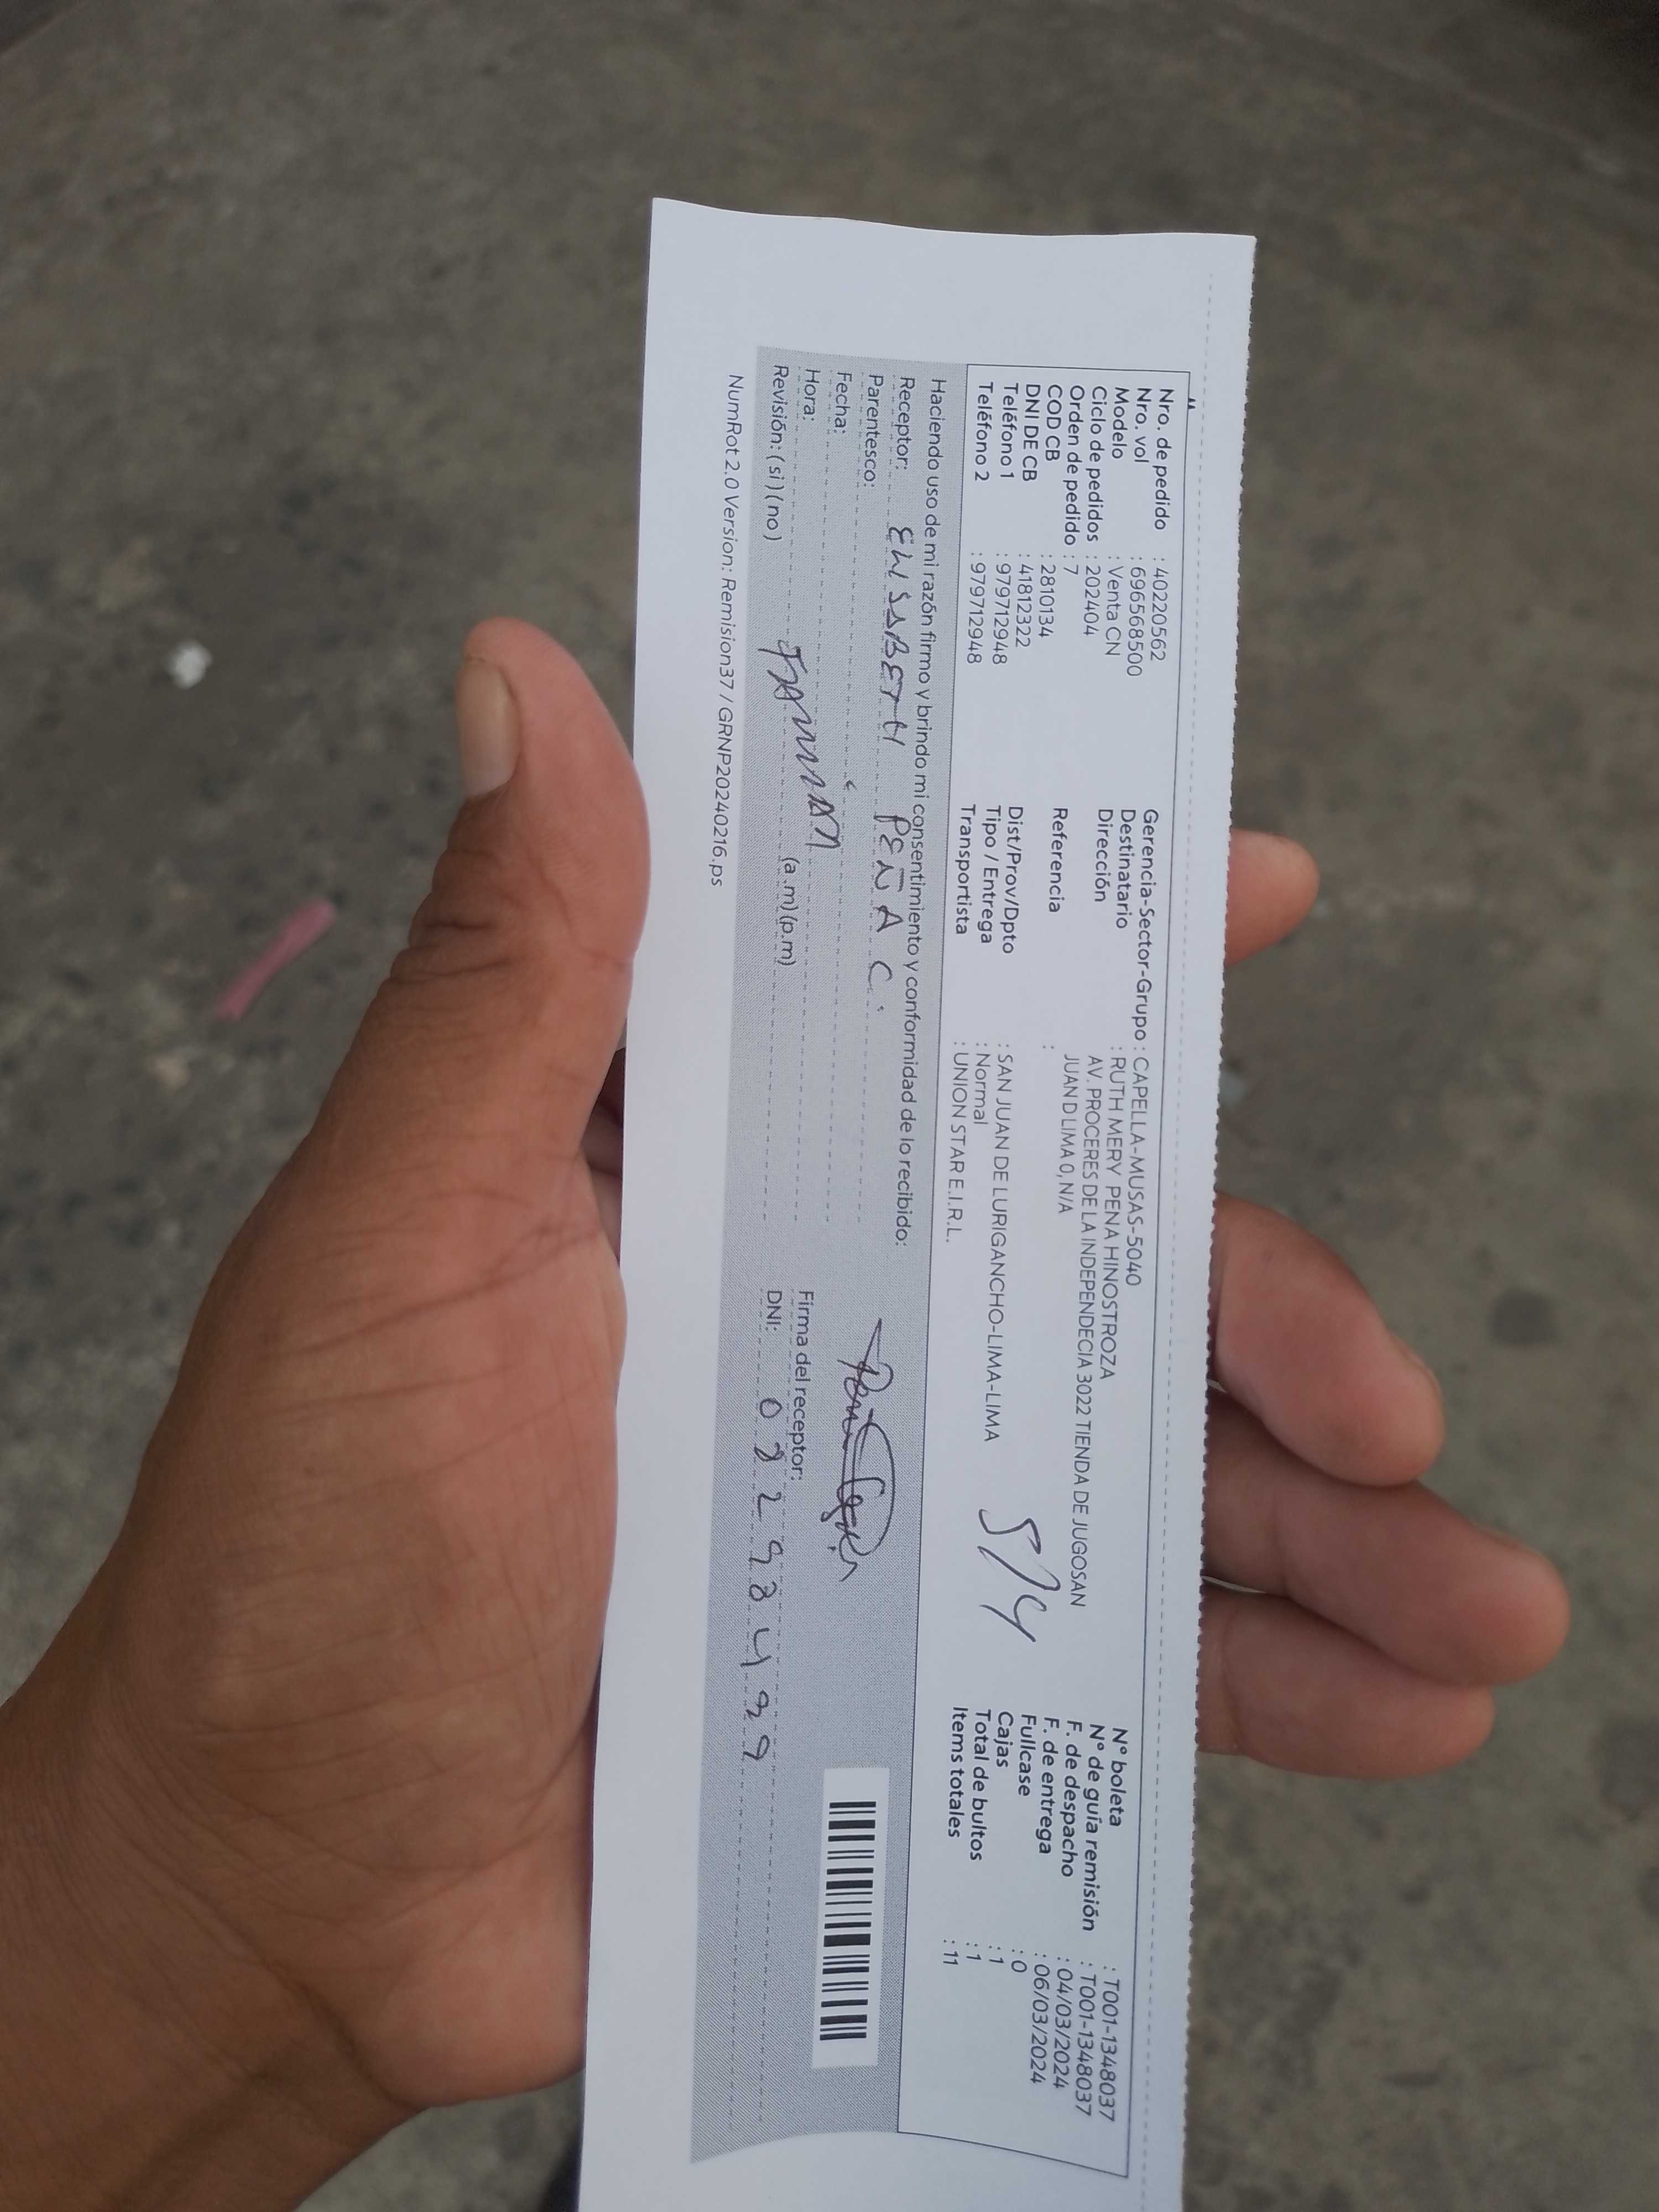 Nro. de pedido : 40220562
Nro. vol : 696568500
Modelo : Venta CN
Ciclo de pedidos : 202404
Orden de pedido : 7
COD CB : 2810134
DNI DE CB : 41812322
Teléfono 1 : 979712948
Teléfono 2 : 979712948
Gerencia-Sector-Grupo : CAPELLA-MUSAS-5040
Destinatario : RUTH MERY PENA HINOSTROZA
Dirección AV. PROCERES DE LA INDEPENDECIA 3022 TIENDA DE JUGOSAN
JUAN D LIMA 0, N/A
Referencia :
Dist/Prov/Dpto : SAN JUAN DE LURIGANCHO-LIMA-LIMA
Tipo / Entrega : Normal
Transportista : UNION STAR E.I.R.L.
5/4
N° boleta : T001-1348037
N° de guía remisión : T001-1348037
F. de despacho : 04/03/2024
F. de entrega : 06/03/2024
Fullcase : 0
Cajas : 1
Total de bultos : 1
Items totales : 11
Haciendo uso de mi razón firmo y brindo mi consentimiento y conformidad de lo recibido:
Receptor: PEÑA C.
Parentesco:
Fecha:
Hora: (a.m)(p.m)
Revisión: ( si ) ( no )
Firma del receptor:
DNI:
NumRot 2.0 Version: Remision37 / GRNP20240216.ps